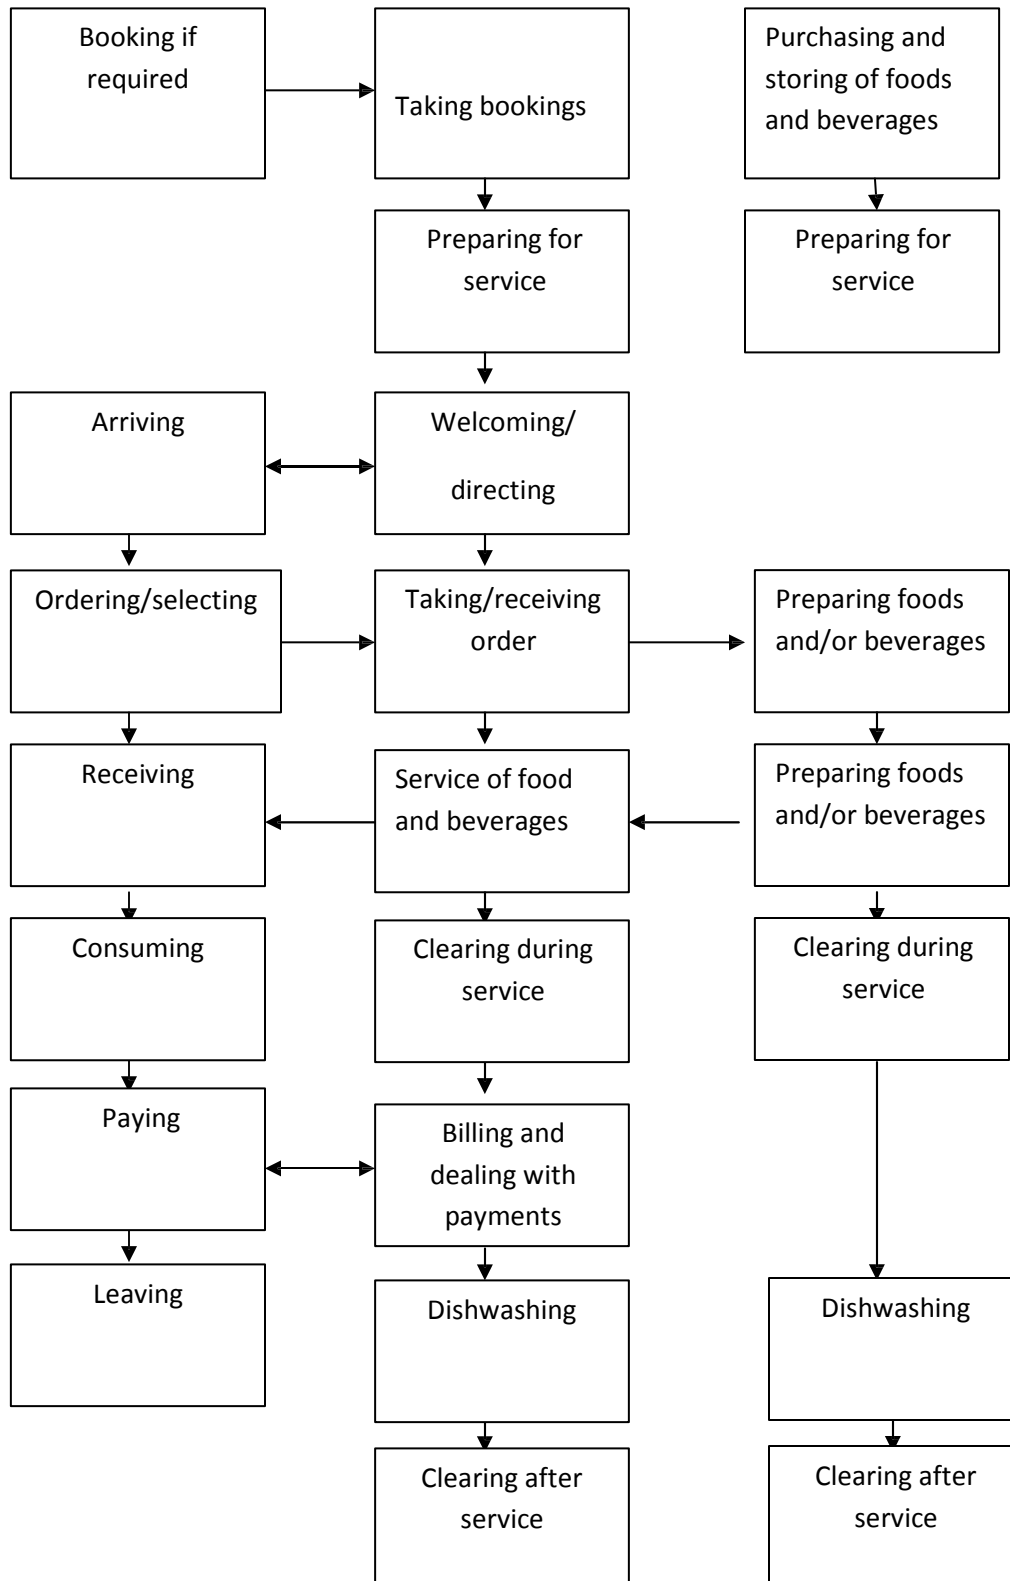 Booking if
required
Taking bookings
Purchasing and
storing of foods
and beverages
Preparing for
service
Preparing for
service
Arriving
Welcoming/
directing
Ordering/selecting
Taking/receiving
order
Preparing foods
and/or beverages
Receiving
Service of food
and beverages
Preparing foods
and/or beverages
Consuming
Clearing during
service
Clearing during
service
Paying
Billing and
dealing with
payments
Leaving
Dishwashing
Dishwashing
Clearing after
service
Clearing after
service